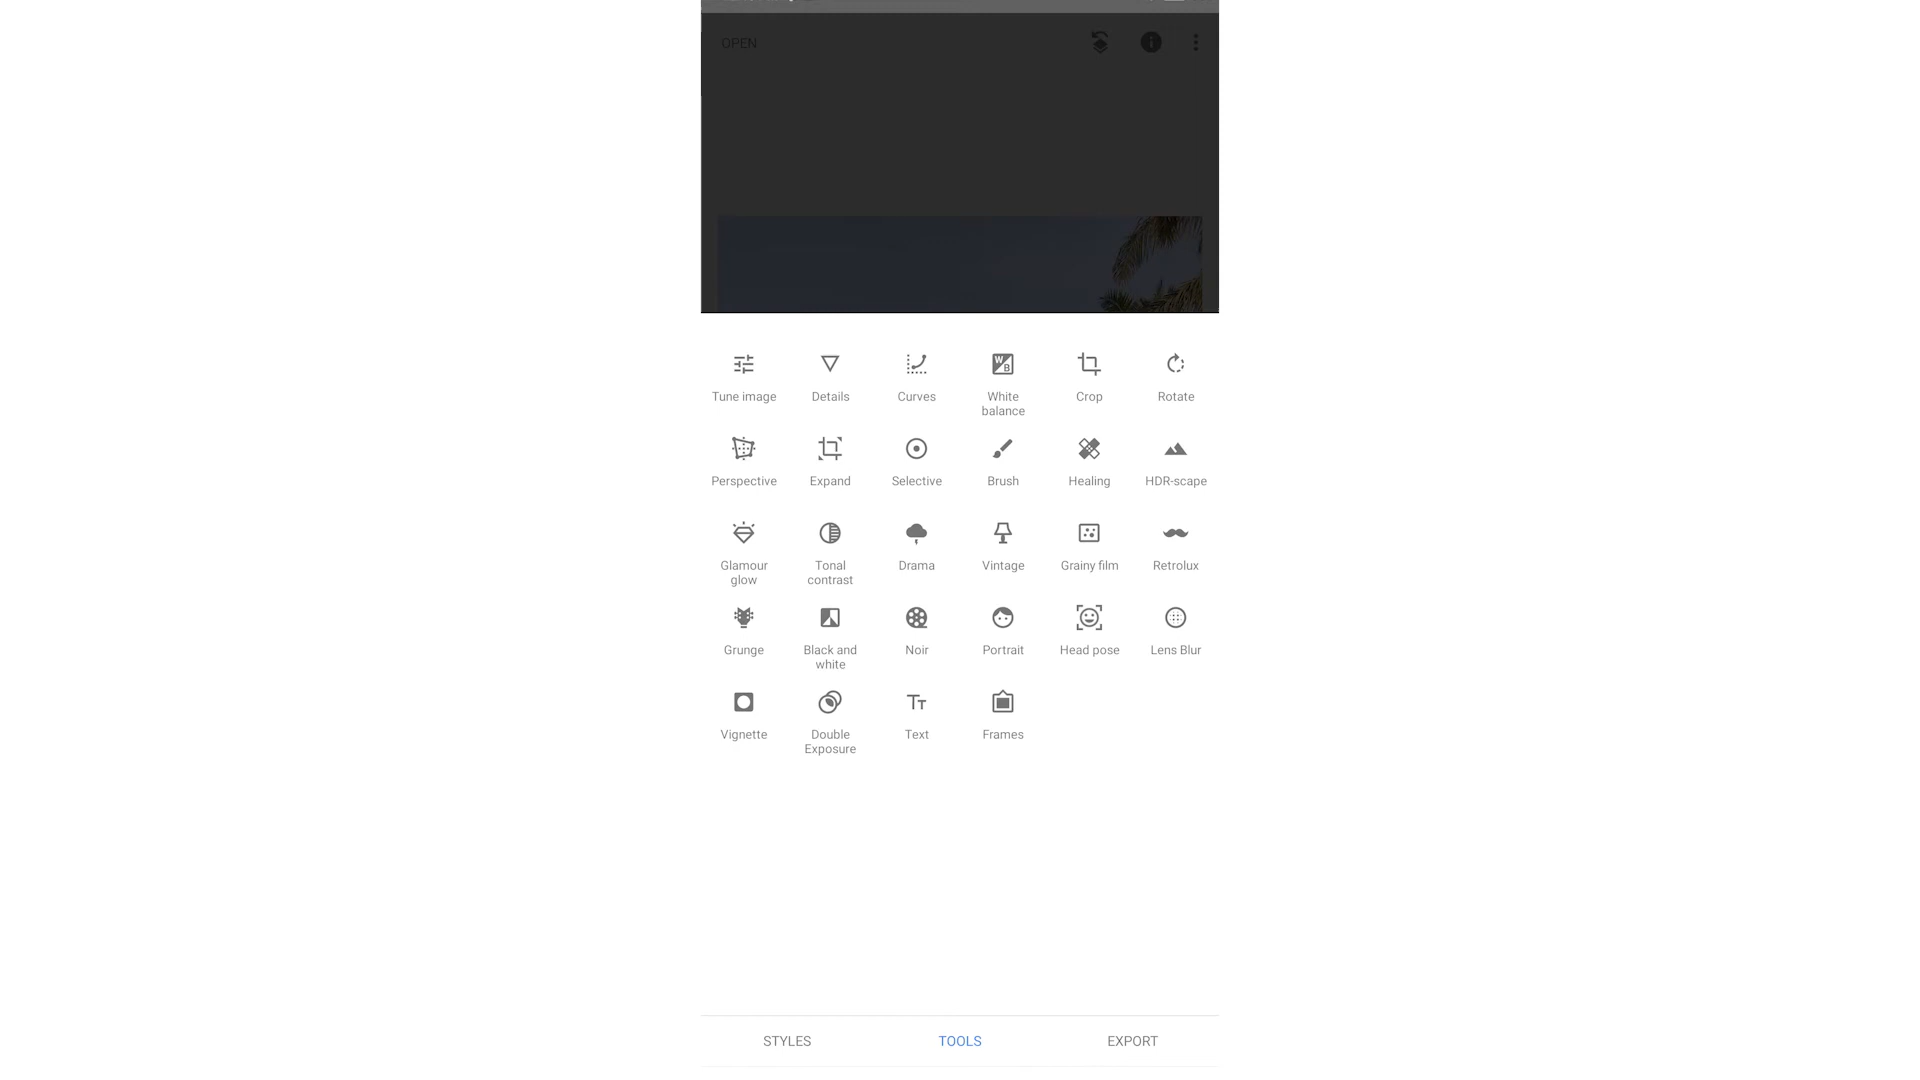 OPEN
Tune image
Details
Curves
White
balance
Crop
Rotate
Perspective
Expand
Selective
Brush
Healing
HDR-scape
Glamour
glow
Tonal
contrast
Drama
Vintage
Grainy film
Retrolux
Grunge
Black and
white
Noir
Portrait
Head pose
Lens Blur
Vignette
Double
Exposure
Text
Frames
STYLES
TOOLS
EXPORT